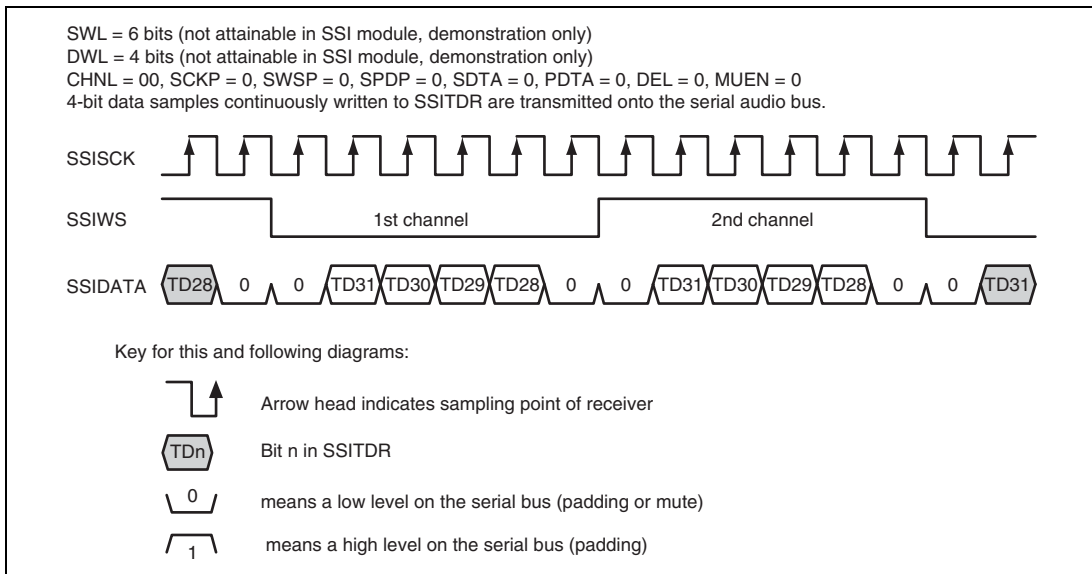 SWL = 6 bits (not attainable in SSI module, demonstration only)
DWL = 4 bits (not attainable in SSI module, demonstration only)
CHNL = 00, SCKP = 0, SWSP = 0, SPDP = 0, SDTA = 0, PDTA = 0, DEL = 0, MUEN = 0
4-bit data samples continuously written to SSITDR are transmitted onto the serial audio bus.
SSISCK
SSIWS 1st channel 2nd channel
SSIDATA TD28 0 0 TD31 TD30 TD29 TD28 0 0 TD31 TD30 TD29 TD28 0 0 TD31
Key for this and following diagrams:
Arrow head indicates sampling point of receiver
TDn Bit n in SSITDR
0 means a low level on the serial bus (padding or mute)
1 means a high level on the serial bus (padding)